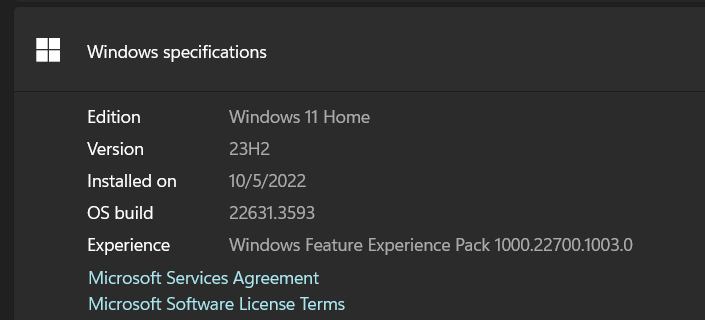 Windows specifications
Edition Windows 11 Home
Version 23H2
Installed on 10/5/2022
OS build 22631.3593
Experience Windows Feature Experience Pack 1000.22700.1003.0
Microsoft Services Agreement
Microsoft Software License Terms